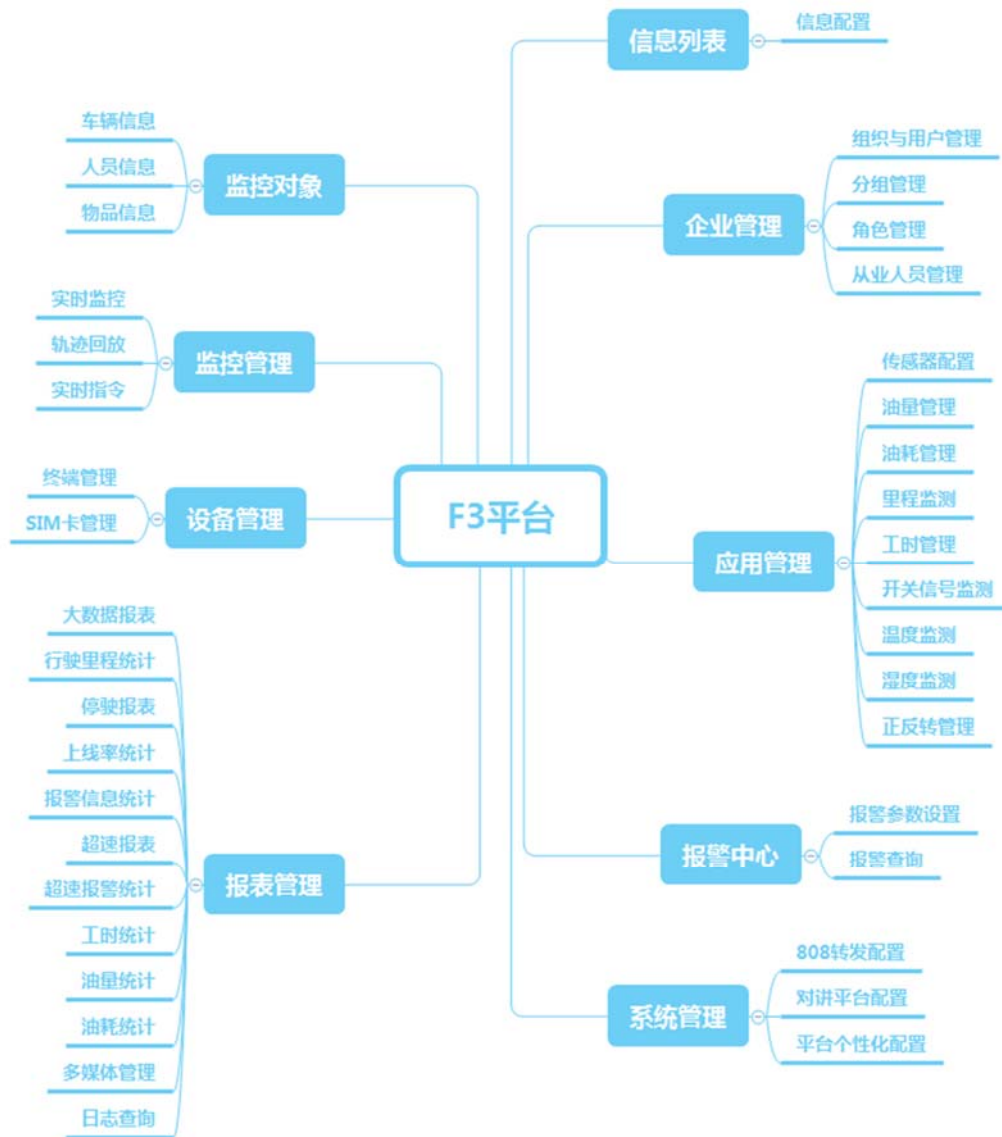 F3平台
信息列表
信息配置
企业管理
组织与用户管理
分组管理
角色管理
从业人员管理
应用管理
传感器配置
油量管理
油耗管理
里程监测
工时管理
开关信号监测
温度监测
湿度监测
正反转管理
报警中心
报警参数设置
报警查询
系统管理
808转发配置
对讲平台配置
平台个性化配置
监控对象
车辆信息
人员信息
物品信息
监控管理
实时监控
轨迹回放
实时指令
设备管理
终端管理
SIM卡管理
报表管理
大数据报表
行驶里程统计
停驶报表
上线率统计
报警信息统计
超速报表
超速报警统计
工时统计
油量统计
油耗统计
多媒体管理
日志查询